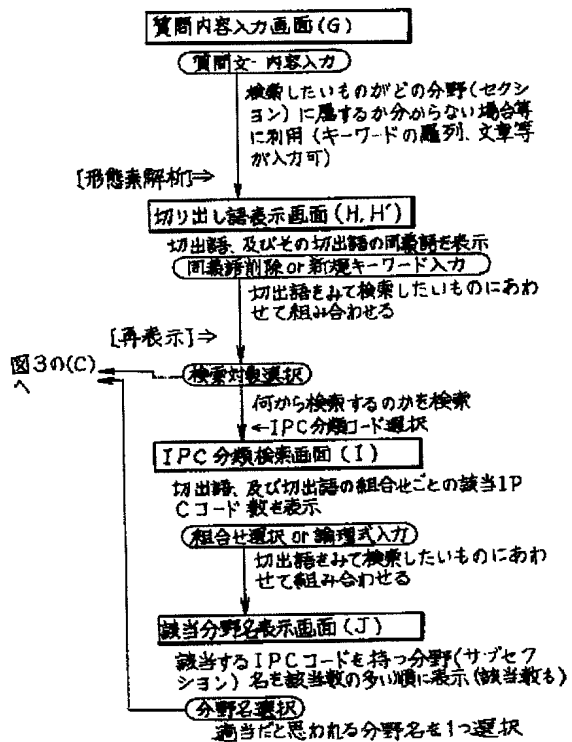 質問内容入力画面(G)
質問文・内容入力
検索したいものがどの分野(セクシ
ョン)に属するか分からない場合等
に利用(キーワードの羅列、文章等
が入力可)
[形態素解析]⇒
切り出し語表示画面(H,H')
切出語、及びその切出語の同義語を表示
同義語削除or新規キーワード入力
切出語をみて検索したいものにあわ
せて組み合わせる
[再表示]⇒
図3の(C)
へ
検索対象選択
何から検索するのかを検索
←IPC分類コード選択
IPC分類検索画面(I)
切出語、及び切出語の組合せごとの該当IP
Cコード数を表示
組合せ選択or論理式入力
切出語をみて検索したいものにあわ
せて組み合わせる
該当分野名表示画面(J)
該当するIPCコードを持つ分野(サブセク
ション)名を該当数の多い順に表示(該当数も)
分野名選択
適当だと思われる分野名を1つ選択